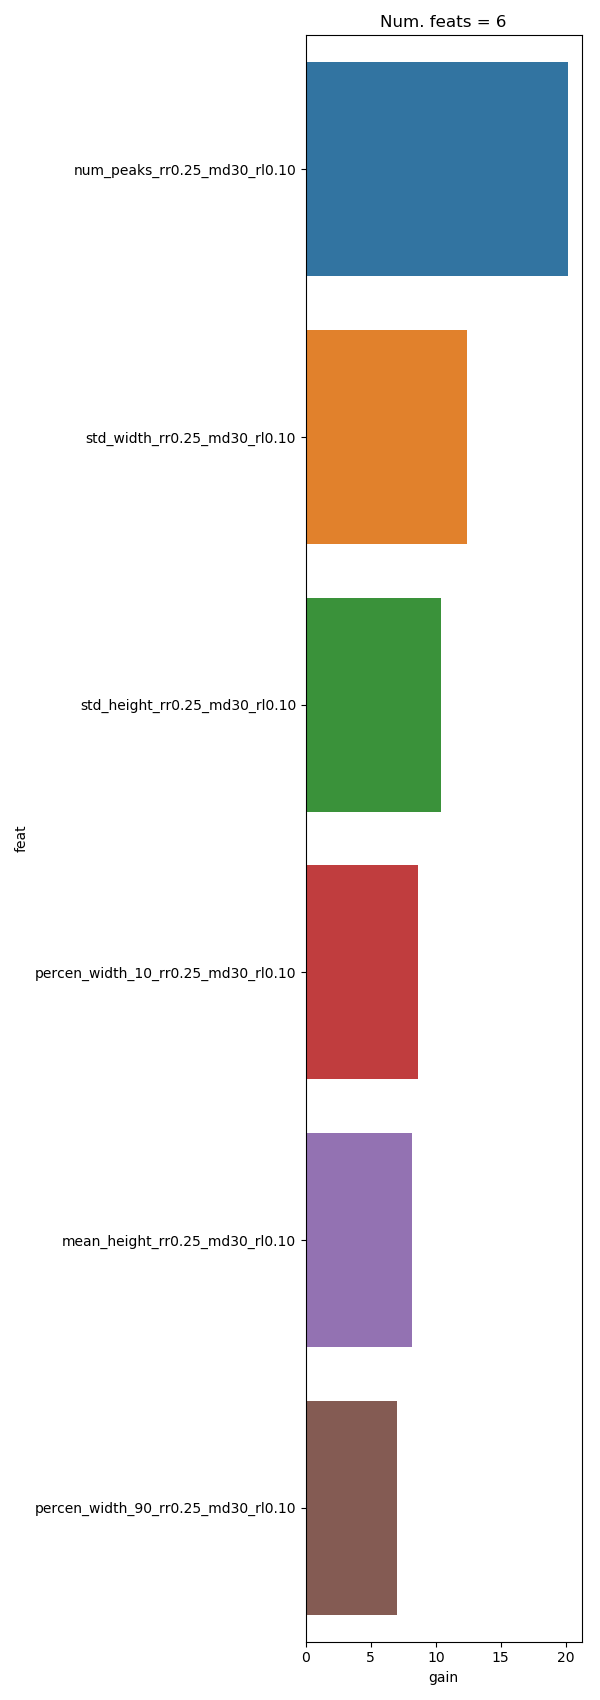 Num. feats = 6
num_peaks_rr0.25_md30_rl0.10
std_width_rr0.25_md30_rl0.10
std_height_rr0.25_md30_rl0.10
feat
percen_width_10_rr0.25_md30_rl0.10
mean_height_rr0.25_md30_rl0.10
percen_width_90_rr0.25_md30_rl0.10
0 5 10 15 20
gain